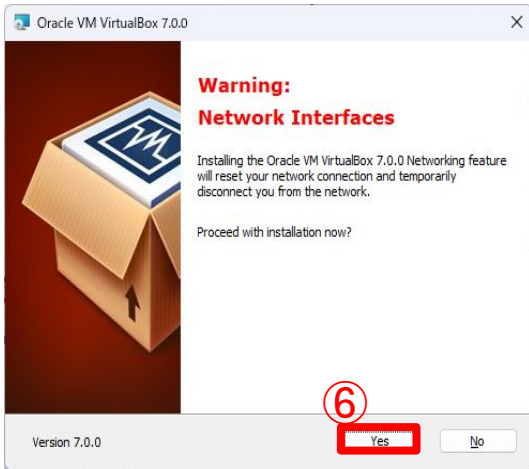 Oracle VM VirtualBox 7.0.0
Warning:
Network Interfaces
Installing the Oracle VM VirtualBox 7.0.0 Networking feature
will reset your network connection and temporarily
disconnect you from the network.
Proceed with installation now?
⑥
Version 7.0.0
Yes
No